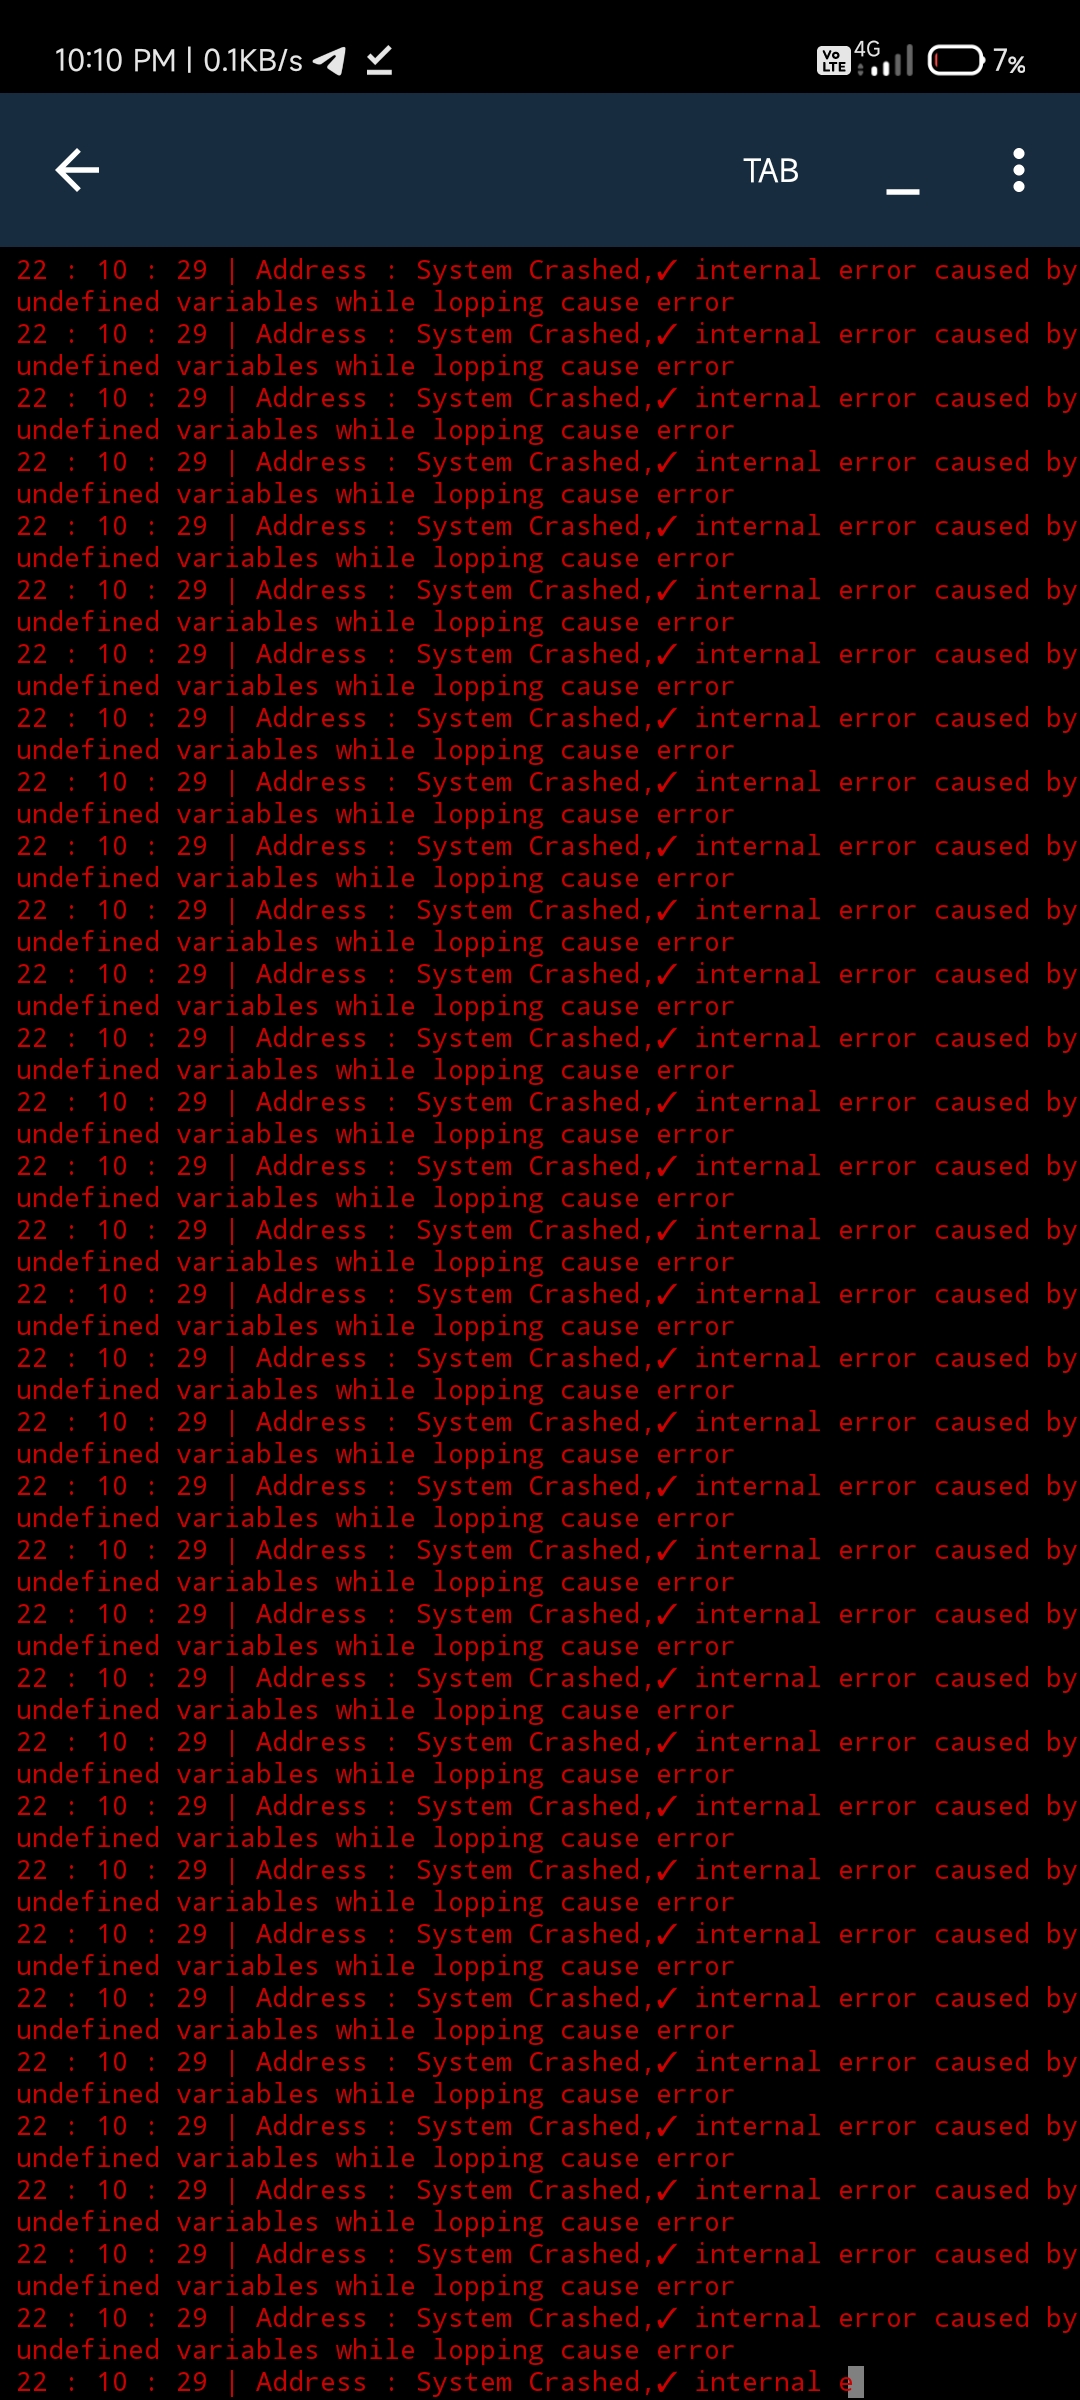 10:10 PM | 0.1KB/s
Vo LTE 4G 7%
TAB
22 : 10 : 29 | Address : System Crashed,✓ internal error caused by
undefined variables while lopping cause error
22 : 10 : 29 | Address : System Crashed,✓ internal error caused by
undefined variables while lopping cause error
22 : 10 : 29 | Address : System Crashed,✓ internal error caused by
undefined variables while lopping cause error
22 : 10 : 29 | Address : System Crashed,✓ internal error caused by
undefined variables while lopping cause error
22 : 10 : 29 | Address : System Crashed,✓ internal error caused by
undefined variables while lopping cause error
22 : 10 : 29 | Address : System Crashed,✓ internal error caused by
undefined variables while lopping cause error
22 : 10 : 29 | Address : System Crashed,✓ internal error caused by
undefined variables while lopping cause error
22 : 10 : 29 | Address : System Crashed,✓ internal error caused by
undefined variables while lopping cause error
22 : 10 : 29 | Address : System Crashed,✓ internal error caused by
undefined variables while lopping cause error
22 : 10 : 29 | Address : System Crashed,✓ internal error caused by
undefined variables while lopping cause error
22 : 10 : 29 | Address : System Crashed,✓ internal error caused by
undefined variables while lopping cause error
22 : 10 : 29 | Address : System Crashed,✓ internal error caused by
undefined variables while lopping cause error
22 : 10 : 29 | Address : System Crashed,✓ internal error caused by
undefined variables while lopping cause error
22 : 10 : 29 | Address : System Crashed,✓ internal error caused by
undefined variables while lopping cause error
22 : 10 : 29 | Address : System Crashed,✓ internal error caused by
undefined variables while lopping cause error
22 : 10 : 29 | Address : System Crashed,✓ internal error caused by
undefined variables while lopping cause error
22 : 10 : 29 | Address : System Crashed,✓ internal error caused by
undefined variables while lopping cause error
22 : 10 : 29 | Address : System Crashed,✓ internal error caused by
undefined variables while lopping cause error
22 : 10 : 29 | Address : System Crashed,✓ internal error caused by
undefined variables while lopping cause error
22 : 10 : 29 | Address : System Crashed,✓ internal error caused by
undefined variables while lopping cause error
22 : 10 : 29 | Address : System Crashed,✓ internal error caused by
undefined variables while lopping cause error
22 : 10 : 29 | Address : System Crashed,✓ internal error caused by
undefined variables while lopping cause error
22 : 10 : 29 | Address : System Crashed,✓ internal error caused by
undefined variables while lopping cause error
22 : 10 : 29 | Address : System Crashed,✓ internal error caused by
undefined variables while lopping cause error
22 : 10 : 29 | Address : System Crashed,✓ internal error caused by
undefined variables while lopping cause error
22 : 10 : 29 | Address : System Crashed,✓ internal error caused by
undefined variables while lopping cause error
22 : 10 : 29 | Address : System Crashed,✓ internal error caused by
undefined variables while lopping cause error
22 : 10 : 29 | Address : System Crashed,✓ internal error caused by
undefined variables while lopping cause error
22 : 10 : 29 | Address : System Crashed,✓ internal error caused by
undefined variables while lopping cause error
22 : 10 : 29 | Address : System Crashed,✓ internal error caused by
undefined variables while lopping cause error
22 : 10 : 29 | Address : System Crashed,✓ internal error caused by
undefined variables while lopping cause error
22 : 10 : 29 | Address : System Crashed,✓ internal error caused by
undefined variables while lopping cause error
22 : 10 : 29 | Address : System Crashed,✓ internal error caused by
undefined variables while lopping cause error
22 : 10 : 29 | Address : System Crashed,✓ internal e